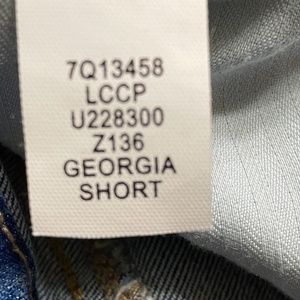 7Q13458
LCCP
U228300
Z136
GEORGIA
SHORT